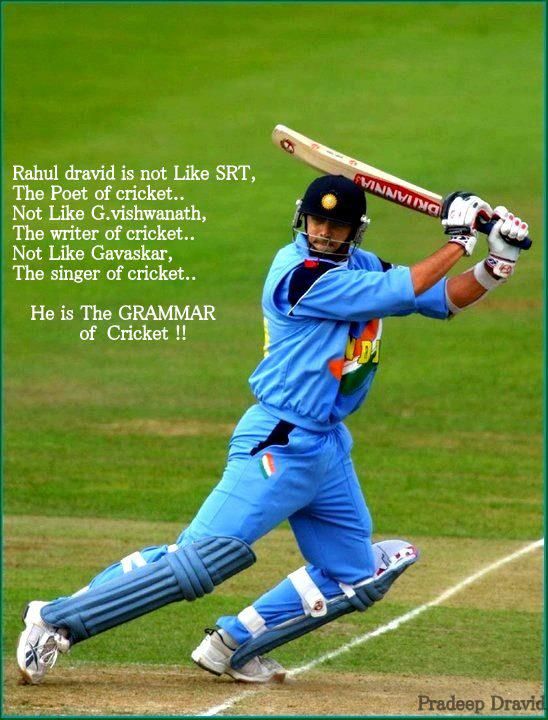 Rahul dravid is not Like SRT,
The Poet of cricket..
Not Like G.vishwanath,
The writer of cricket..
Not Like Gavaskar,
The singer of cricket..
He is The GRAMMAR
of Cricket !!
BRITANNIA
Pradeep Dravid